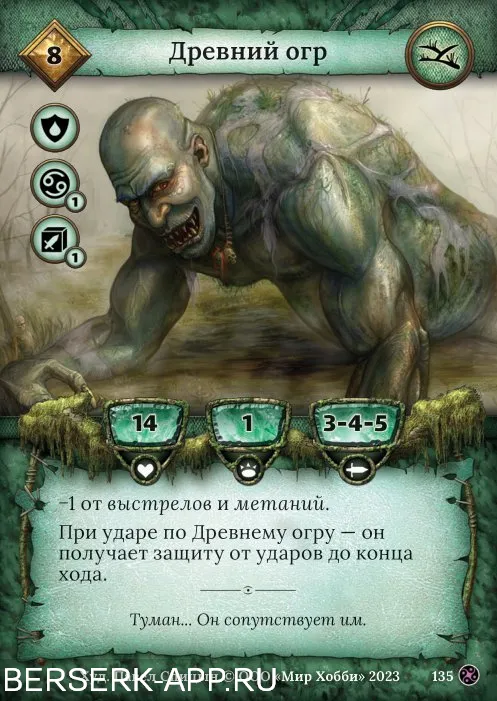 8
Древний огр
1
1
14
1
3-4-5
–1 от выстрелов и метаний.
При ударе по Древнему огру — он
получает защиту от ударов до конца
хода.
Туман... Он сопутствует им.
© ООО «Мир Хобби» 2023
135
BERSERK-APP.RU